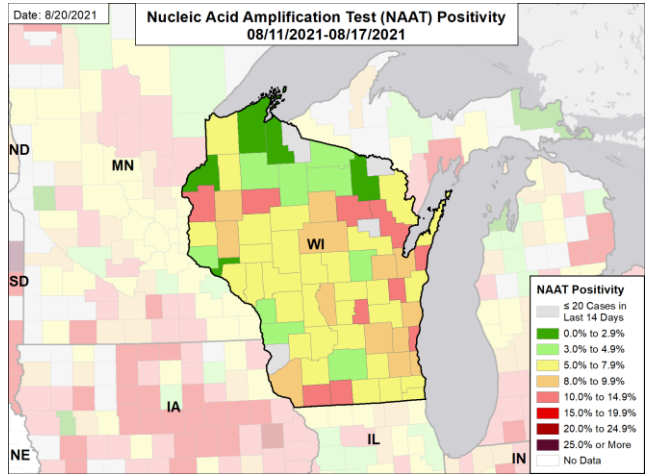 Date: 8/20/2021
Nucleic Acid Amplification Test (NAAT) Positivity
08/11/2021-08/17/2021
ND
MN
WI
SD
IA
NE
IL
IN
NAAT Positivity
≤ 20 Cases in
Last 14 Days
0.0% to 2.9%
3.0% to 4.9%
5.0% to 7.9%
8.0% to 9.9%
10.0% to 14.9%
15.0% to 19.9%
20.0% to 24.9%
25.0% or More
No Data